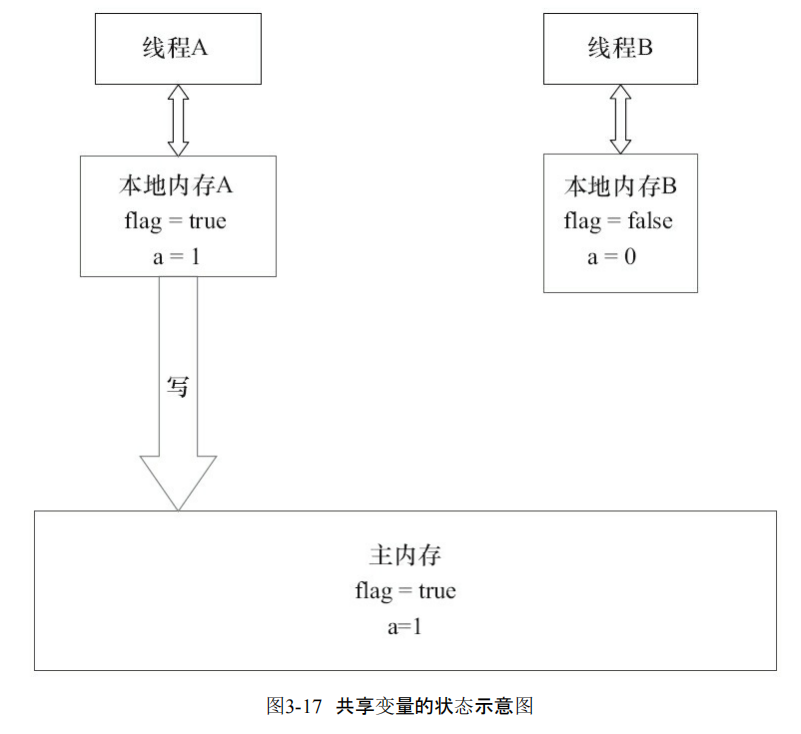 线程A
线程B
本地内存A
flag = true
a = 1
本地内存B
flag = false
a = 0
写
主内存
flag = true
a=1
图3-17 共享变量的状态示意图